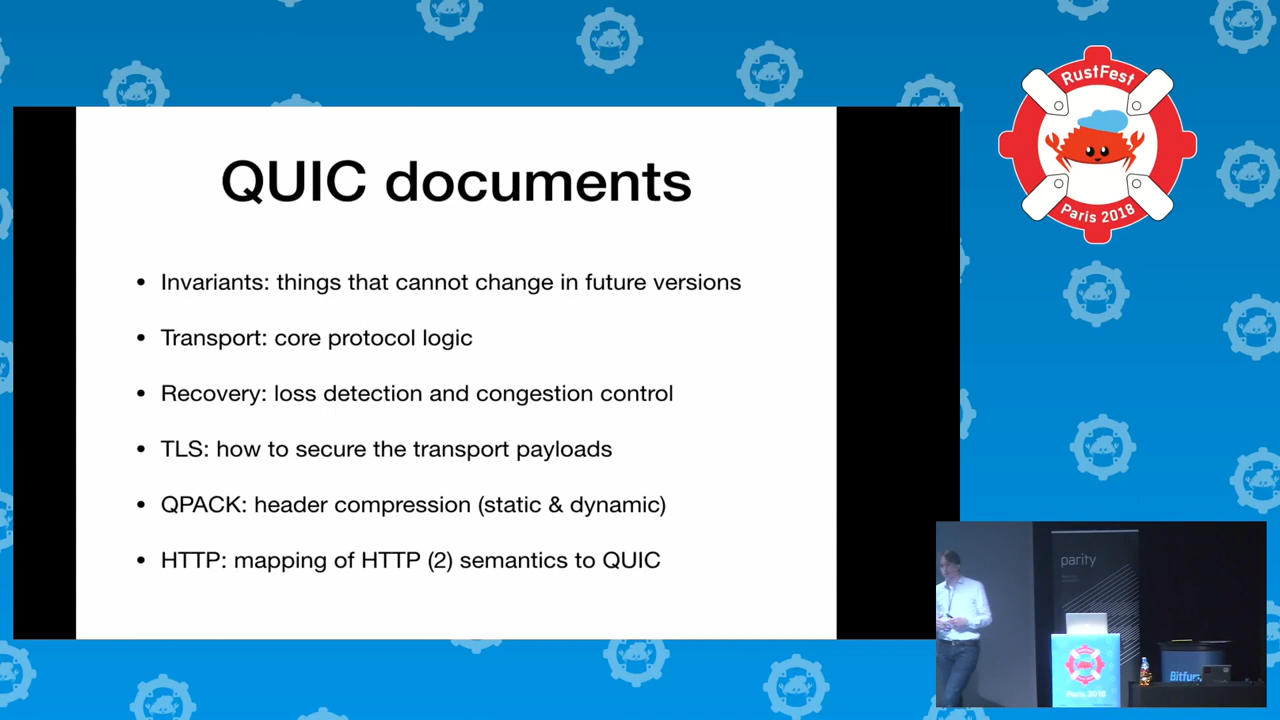 QUIC documents
• Invariants: things that cannot change in future versions
• Transport: core protocol logic
• Recovery: loss detection and congestion control
• TLS: how to secure the transport payloads
• QPACK: header compression (static & dynamic)
• HTTP: mapping of HTTP (2) semantics to QUIC
RustFest
Paris 2018
parity
Paris 2018